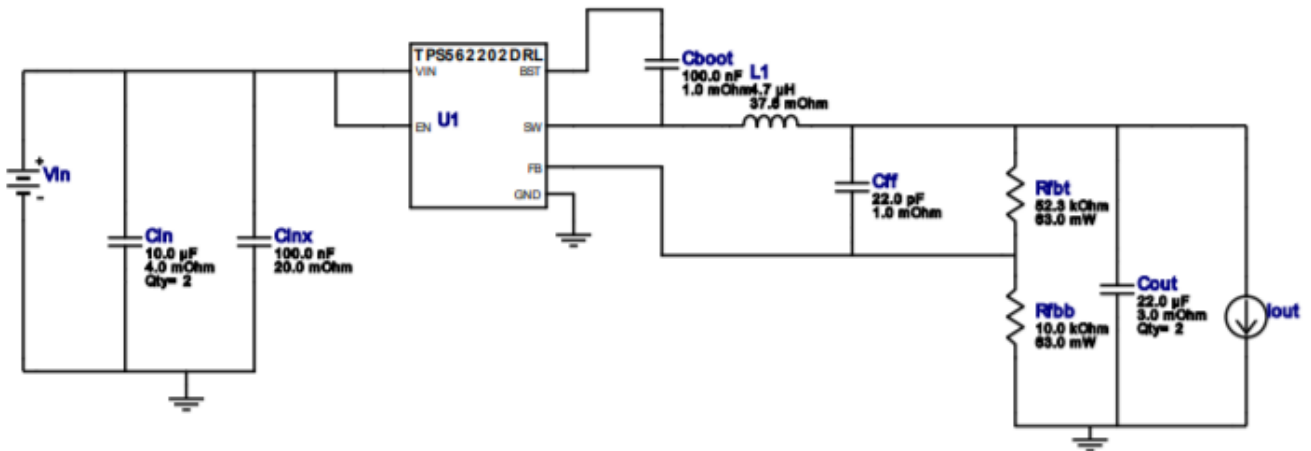 TPS562202DRL
VIN
BST
EN
U1
SW
FB
GND
Cboot
100.0 nF
1.0 mOhm
L1
4.7 µH
37.5 mOhm
Vin
+
-
Cin
10.0 µF
4.0 mOhm
Qty= 2
Cinx
100.0 nF
20.0 mOhm
Cff
22.0 pF
1.0 mOhm
Rfbt
52.3 kOhm
63.0 mW
Rfbb
10.0 kOhm
63.0 mW
Cout
22.0 µF
3.0 mOhm
Qty= 2
Iout